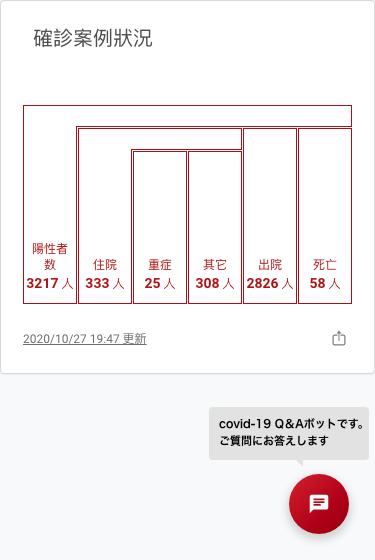 確診案例狀況
陽性者
数
3217 人
住院
333 人
重症
25 人
其它
308 人
出院
2826 人
死亡
58 人
2020/10/27 19:47 更新
covid-19 Q&Aボットです。
ご質問にお答えします